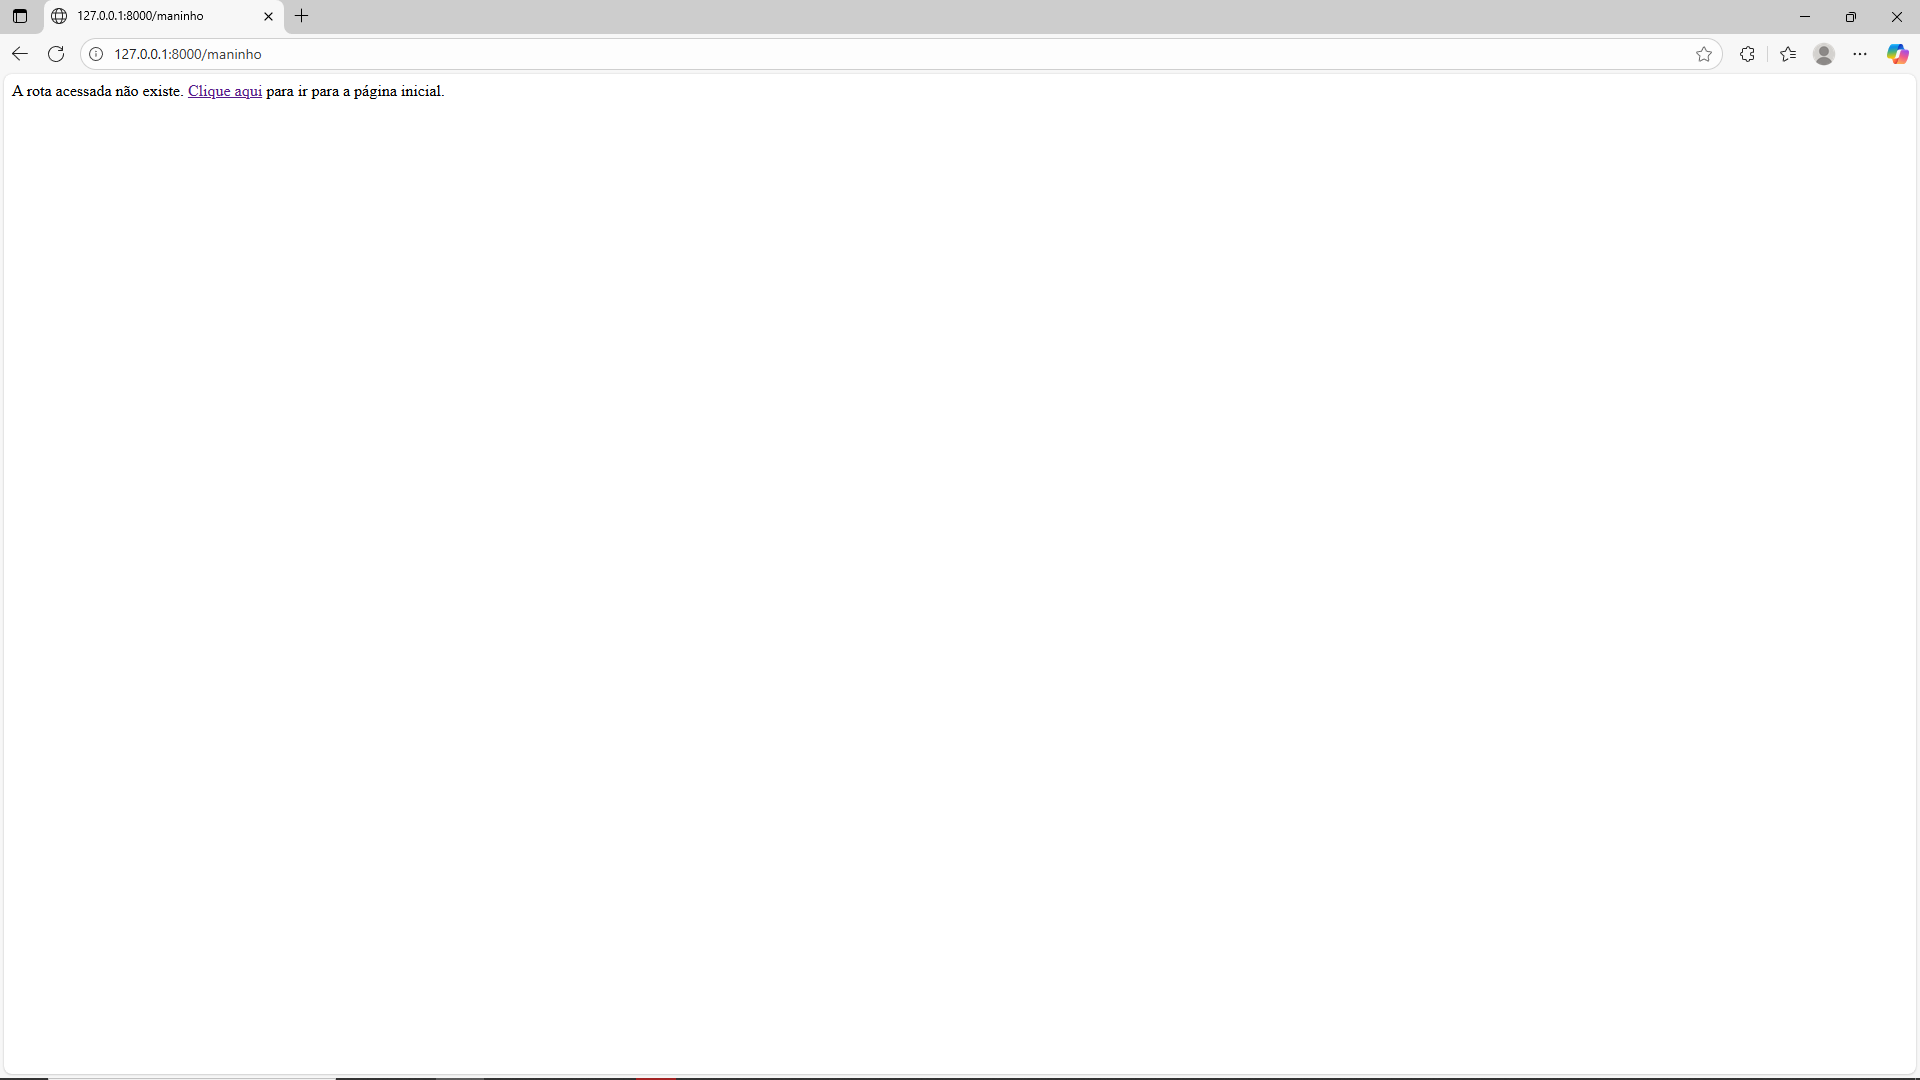 127.0.0.1:8000/maninho
127.0.0.1:8000/maninho
A rota acessada não existe. Clique aqui para ir para a página inicial.